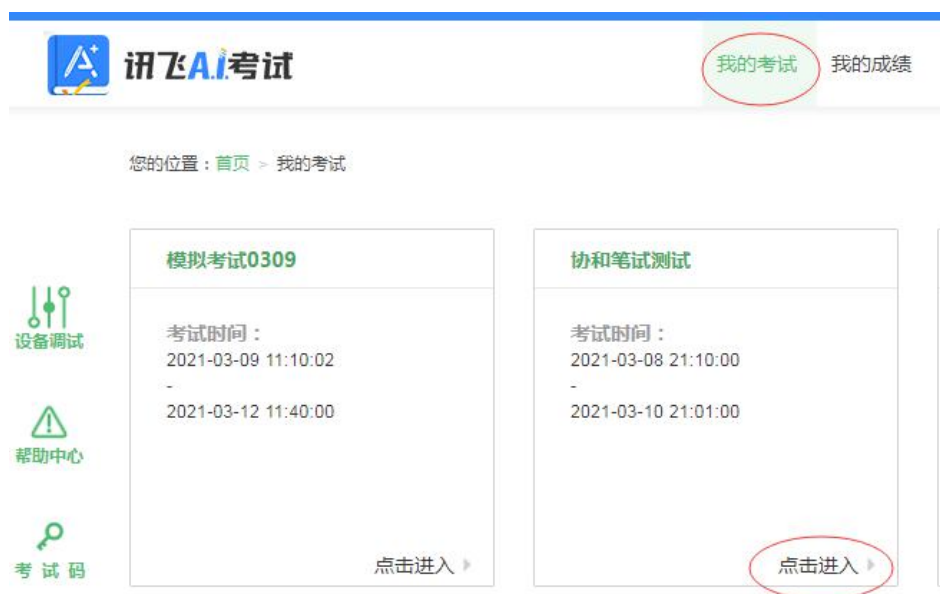 讯飞A.I.考试
我的考试 我的成绩
您的位置：首页 > 我的考试
模拟考试0309
考试时间：
2021-03-09 11:10:02
-
2021-03-12 11:40:00
点击进入
协和笔试测试
考试时间：
2021-03-08 21:10:00
-
2021-03-10 21:01:00
点击进入
设备调试
帮助中心
考 试 码